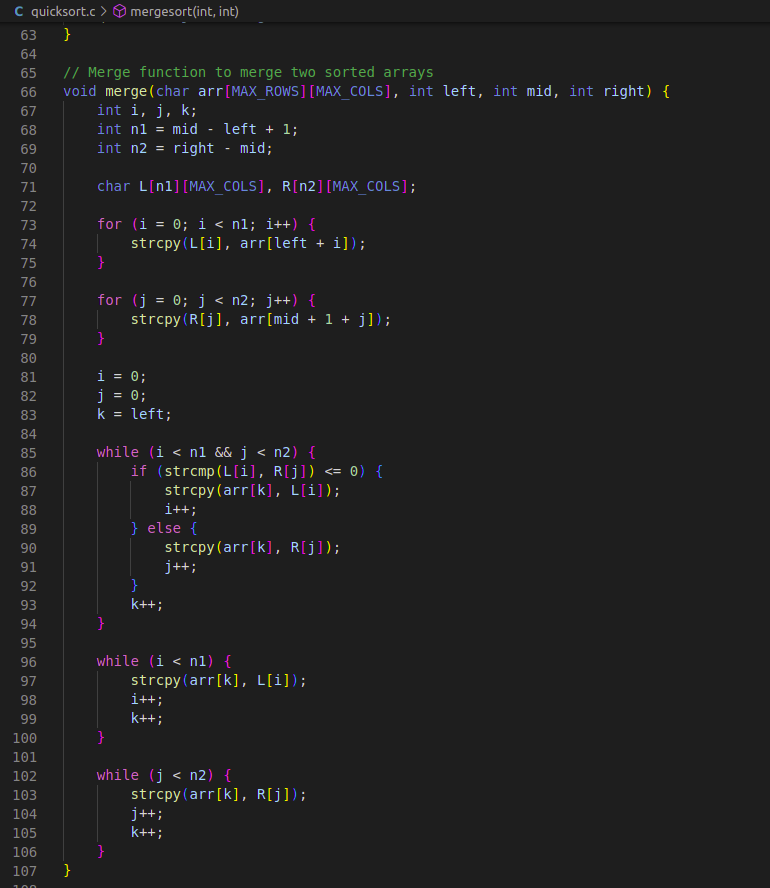 quicksort.c > mergesort(int, int)
63 }
64
65 // Merge function to merge two sorted arrays
66 void merge(char arr[MAX_ROWS][MAX_COLS], int left, int mid, int right) {
67     int i, j, k;
68     int n1 = mid - left + 1;
69     int n2 = right - mid;
70
71     char L[n1][MAX_COLS], R[n2][MAX_COLS];
72
73     for (i = 0; i < n1; i++) {
74         strcpy(L[i], arr[left + i]);
75     }
76
77     for (j = 0; j < n2; j++) {
78         strcpy(R[j], arr[mid + 1 + j]);
79     }
80
81     i = 0;
82     j = 0;
83     k = left;
84
85     while (i < n1 && j < n2) {
86         if (strcmp(L[i], R[j]) <= 0) {
87             strcpy(arr[k], L[i]);
88             i++;
89         } else {
90             strcpy(arr[k], R[j]);
91             j++;
92         }
93         k++;
94     }
95
96     while (i < n1) {
97         strcpy(arr[k], L[i]);
98         i++;
99         k++;
100     }
101
102     while (j < n2) {
103         strcpy(arr[k], R[j]);
104         j++;
105         k++;
106     }
107 }